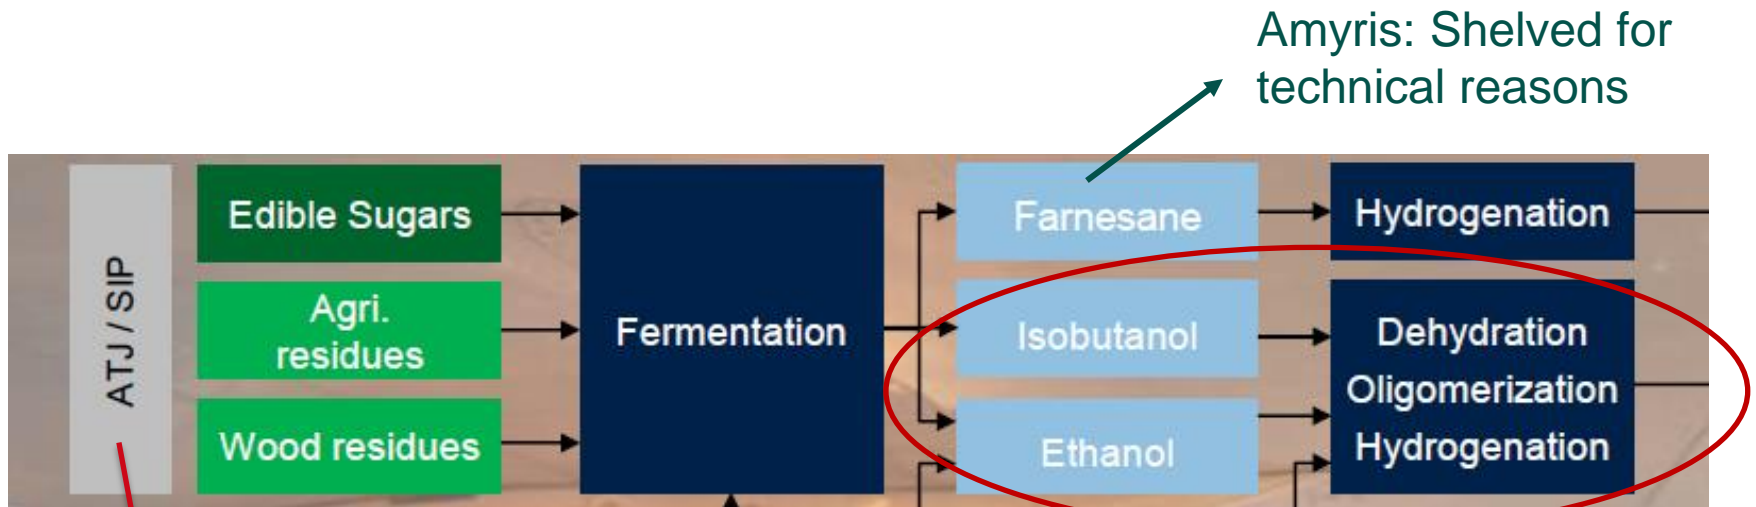 Amyris: Shelved for
technical reasons
ATJ / SIP
Edible Sugars
Agri.
residues
Wood residues
Fermentation
Farnesane
Isobutanol
Ethanol
Hydrogenation
Dehydration
Oligomerization
Hydrogenation